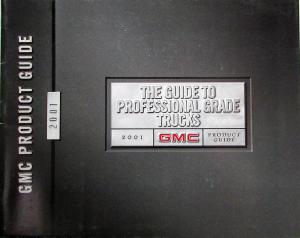 GMC PRODUCT GUIDE
2001
THE GUIDE TO
PROFESSIONAL GRADE
TRUCKS
2001
GMC
PRODUCT
GUIDE